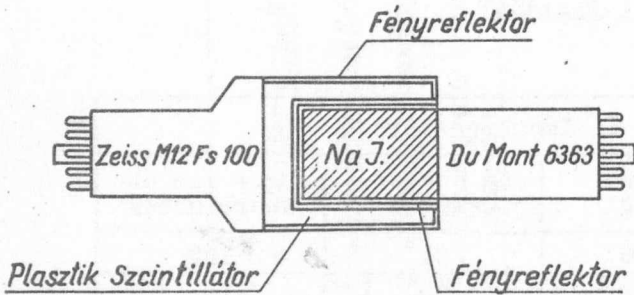 Fényreflektor
Zeiss M12 Fs 100
Na J.
Du Mont 6363
Plasztik Szcintillátor
Fényreflektor